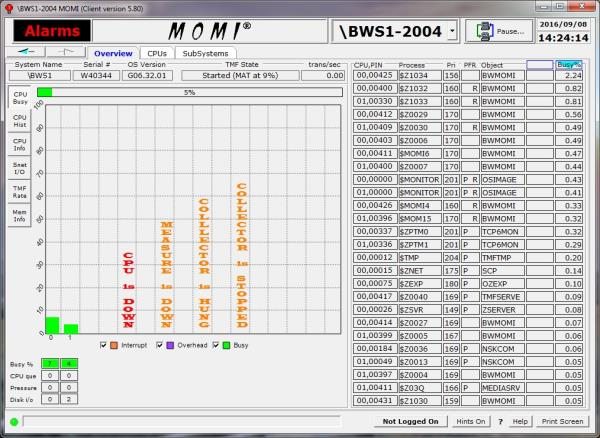 \BWS1-2004 MOMI (Client version 5.80)
Alarms
MOMI®
\BWS1-2004
Pause...
2016/09/08
14:24:14
Overview
CPUs
SubSystems
System Name Serial # OS Version TMF State trans/sec
\BWS1 W40344 G06.32.01 Started (MAT at 9%) 0.00
CPU Busy
CPU Hist
CPU Info
Snet I/O
TMF Rate
Mem Info
5%
100
90
80
70
60
50
40
30
20
10
0
CPU is DOWN
MEASURE is DOWN
COLLLECTOR is HUNG
COLLECTOR is STOPPED
0 1
Interrupt Overhead Busy
Busy % 7 4
CPU que 0 0
Pressure 0 0
Disk i/o 0 2
CPU,PIN Process Pri PFR Object Busy%
00,00425 $Z1034 156 BWMOMI 2.24
00,00400 $Z1032 160 R BWMOMI 0.82
01,00330 $Z1033 160 R BWMOMI 0.81
00,00412 $Z0029 170 BWMOMI 0.56
01,00409 $Z0030 170 R BWMOMI 0.49
00,00403 $Z0006 170 BWMOMI 0.49
00,00411 $MOMI6 170 BWMOMI 0.47
01,00400 $Z0007 170 BWMOMI 0.44
00,00000 $MONITOR 201 P R OSIMAGE 0.43
01,00000 $MONITOR 201 P R OSIMAGE 0.41
00,00426 $MOMI4 160 R BWMOMI 0.33
01,00396 $MOM15 170 R BWMOMI 0.32
00,00337 $ZPTM0 201 P TCP6MON 0.32
01,00336 $ZPTM1 201 P TCP6MON 0.29
00,00012 $TMP 204 P TMFTMP 0.20
00,00015 $ZNET 175 P SCP 0.14
00,00075 $ZEXP 180 P OZEXP 0.10
00,00417 $Z0040 169 P TMFSERVE 0.09
00,00026 $ZSVR 149 P ZSERVER 0.08
00,00414 $Z0027 169 BWMOMI 0.07
01,00399 $Z0005 167 BWMOMI 0.06
00,00184 $Z0036 169 P NSKCOM 0.06
01,00049 $Z0013 169 P NSKCOM 0.05
01,00397 $Z0004 169 BWMOMI 0.05
01,00411 $Z03Q 166 P MEDIASRV 0.05
00,00431 $Z1030 159 BWMOMI 0.05
Not Logged On Hints On ? Help Print Screen